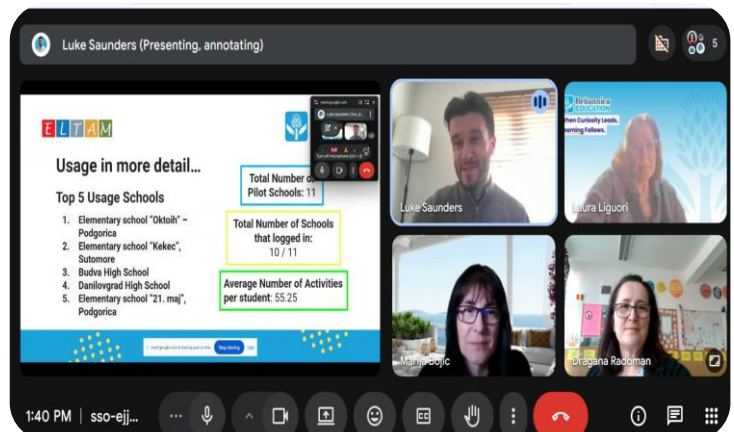 Luke Saunders (Presenting, annotating)
5
ELTAM
Usage in more detail...
Top 5 Usage Schools
1. Elementary school "Oktoih" –
Podgorica
2. Elementary school "Kekec",
Sutomore
3. Budva High School
4. Danilovgrad High School
5. Elementary school "21. maj",
Podgorica
Total Number of
Pilot Schools: 11
Total Number of Schools
that logged in:
10 / 11
Average Number of Activities
per student: 55.25
Stop sharing
Luke Saunders
Britannica
EDUCATION
When Curiosity Leads.
Learning Follows.
Laura Liguori
Marija Bojic
Dragana Radoman
1:40 PM | sso-ejj...
CC